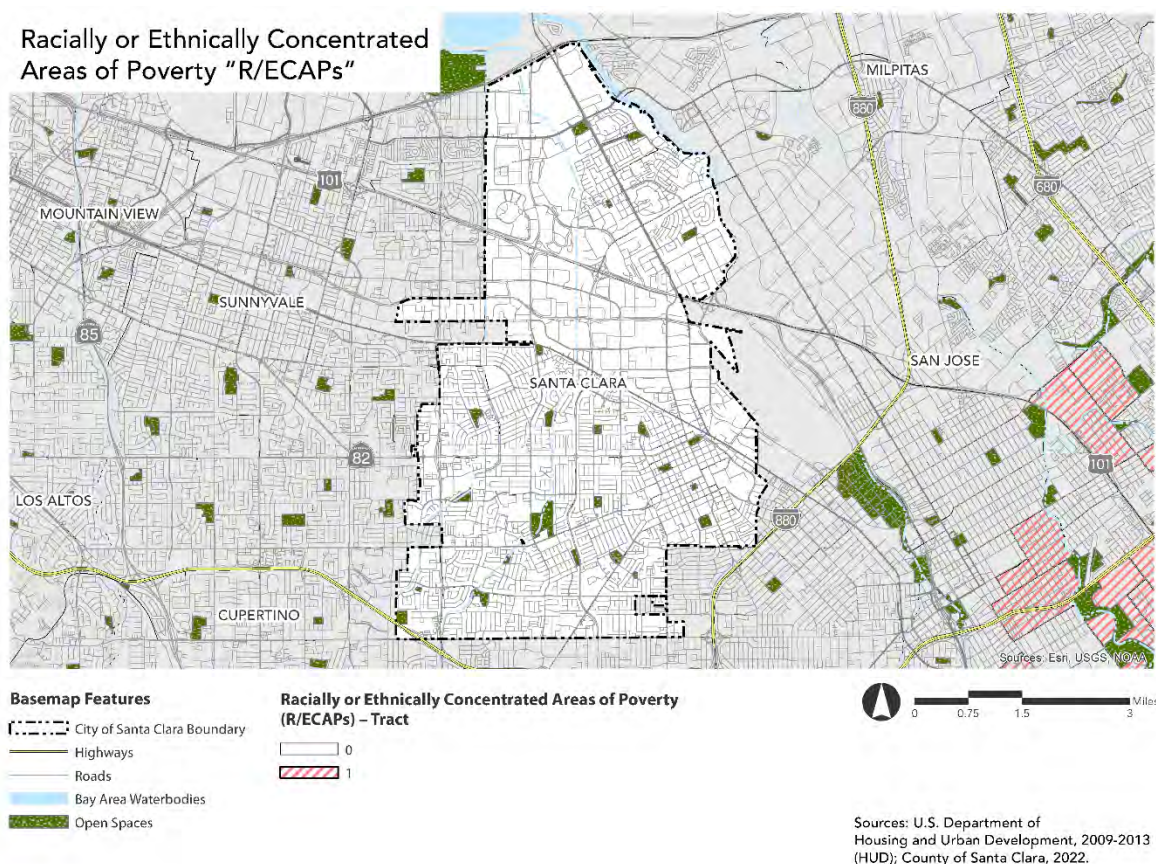 Racially or Ethnically Concentrated
Areas of Poverty "R/ECAPs"
MILPITAS
880
101
680
MOUNTAIN VIEW
SUNNYVALE
85
SAN JOSE
SANTA CLARA
82
101
LOS ALTOS
880
CUPERTINO
Sources: Esri, USGS, NOAA
Basemap Features
City of Santa Clara Boundary
Highways
Roads
Bay Area Waterbodies
Open Spaces
Racially or Ethnically Concentrated Areas of Poverty
(R/ECAPs) – Tract
0
1
0 0.75 1.5 3 Miles
Sources: U.S. Department of
Housing and Urban Development, 2009-2013
(HUD); County of Santa Clara, 2022.